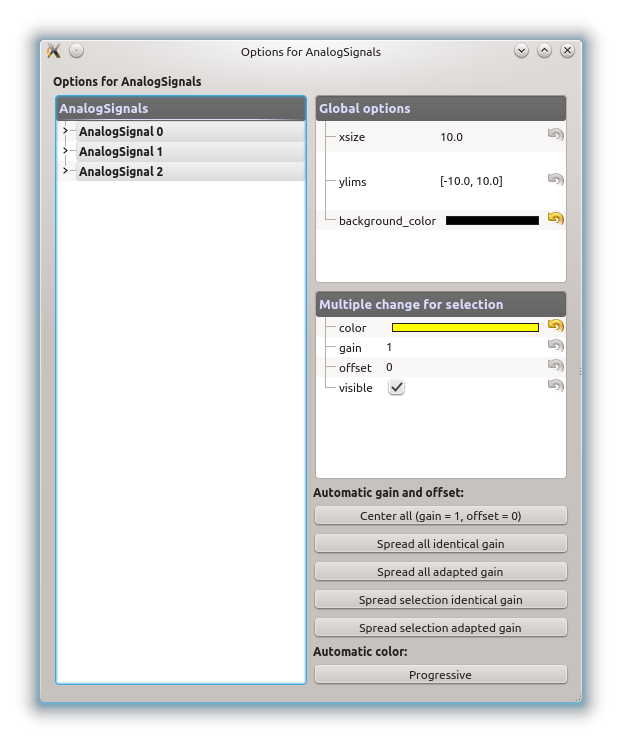 Options for AnalogSignals
Options for AnalogSignals
AnalogSignals
AnalogSignal 0
AnalogSignal 1
AnalogSignal 2
Global options
xsize 10.0
ylims [-10.0, 10.0]
background_color
Multiple change for selection
color
gain 1
offset 0
visible
Automatic gain and offset:
Center all (gain = 1, offset = 0)
Spread all identical gain
Spread all adapted gain
Spread selection identical gain
Spread selection adapted gain
Automatic color:
Progressive